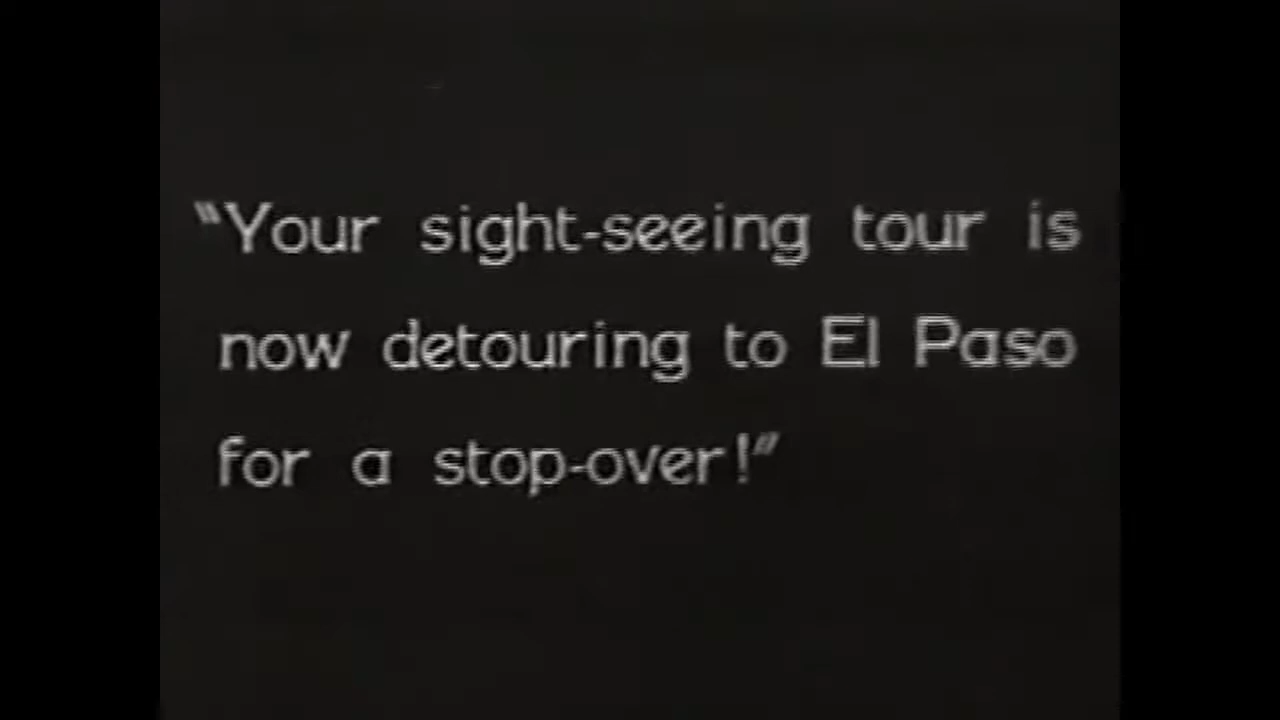 “Your sight-seeing tour is
now detouring to El Paso
for a stop-over!”